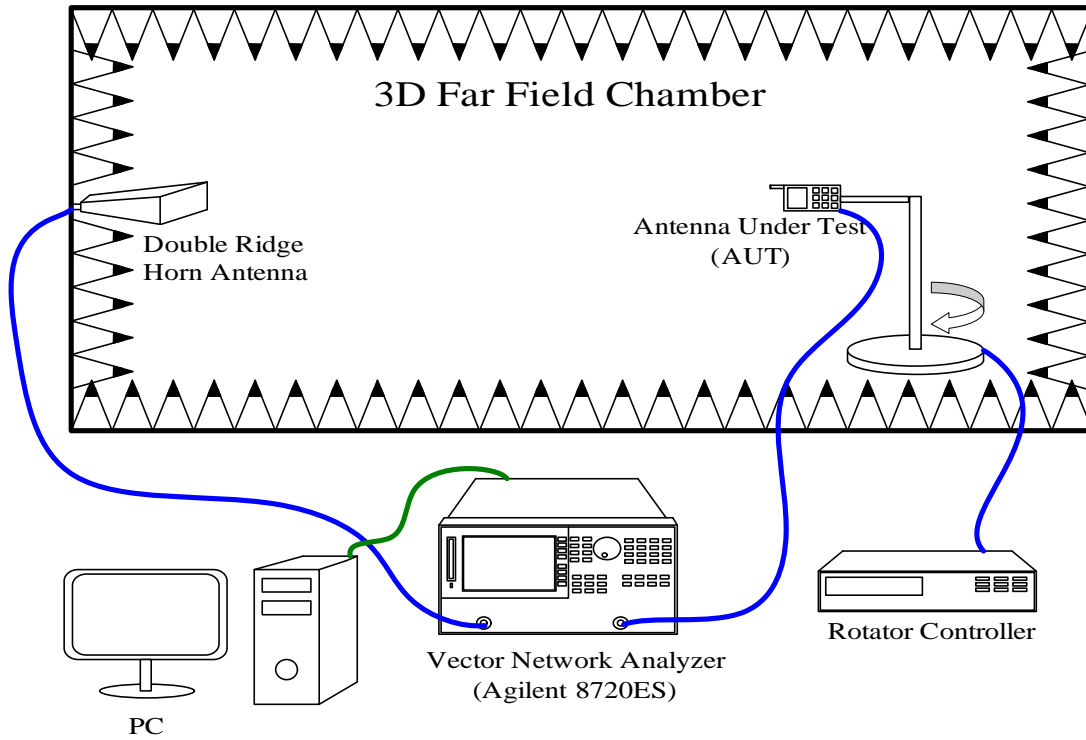 3D Far Field Chamber
Double Ridge
Horn Antenna
Antenna Under Test
(AUT)
Vector Network Analyzer
(Agilent 8720ES)
Rotator Controller
PC